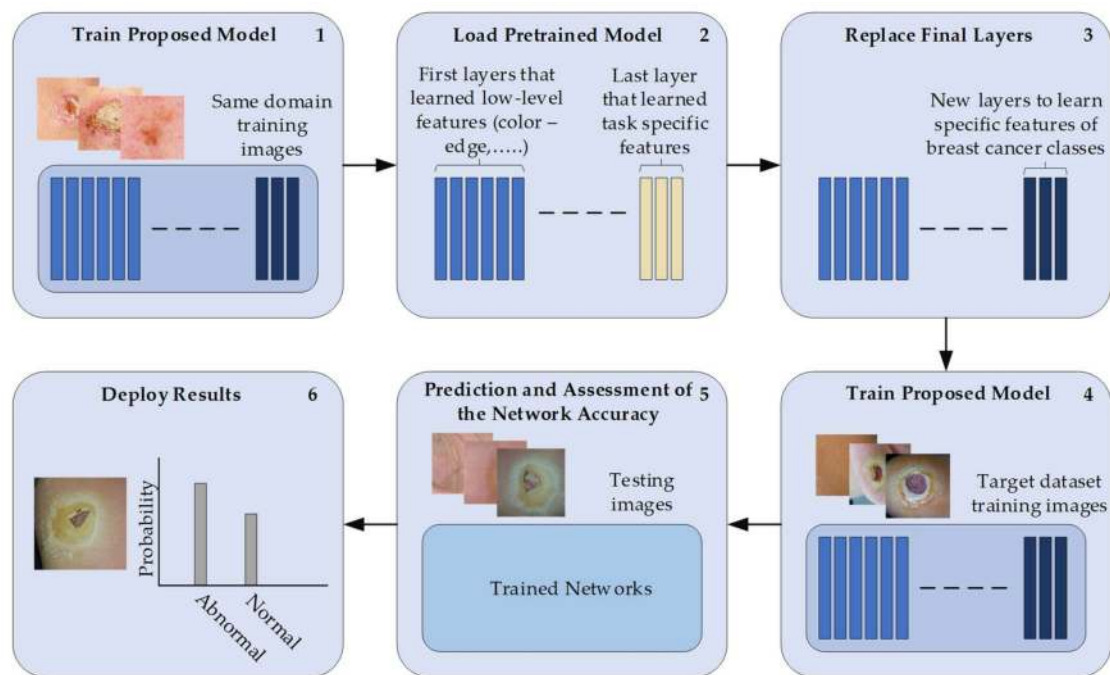 Train Proposed Model 1
Same domain
training
images
Load Pretrained Model 2
First layers that
learned low-level
features (color –
edge,.....)
Last layer
that learned
task specific
features
Replace Final Layers 3
New layers to learn
specific features of
breast cancer classes
Train Proposed Model 4
Target dataset
training images
Prediction and Assessment of 5
the Network Accuracy
Testing
images
Trained Networks
Deploy Results 6
Probability
Abnormal
Normal